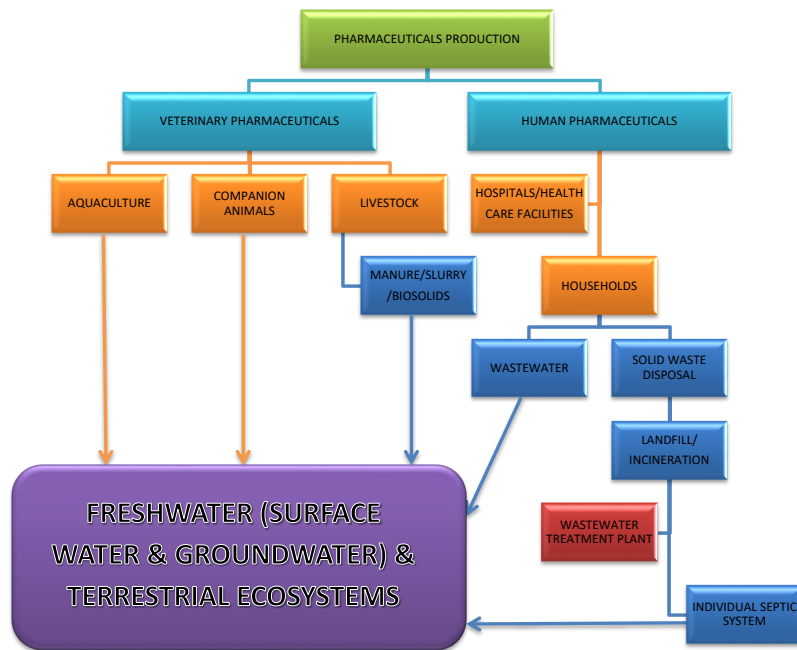 PHARMACEUTICALS PRODUCTION
VETERINARY PHARMACEUTICALS
HUMAN PHARMACEUTICALS
AQUACULTURE
COMPANION
ANIMALS
LIVESTOCK
HOSPITALS/HEALTH
CARE FACILITIES
MANURE/SLURRY
/BIOSOLIDS
HOUSEHOLDS
WASTEWATER
SOLID WASTE
DISPOSAL
LANDFILL/
INCINERATION
FRESHWATER (SURFACE
WATER & GROUNDWATER) &
TERRESTRIAL ECOSYSTEMS
WASTEWATER
TREATMENT PLANT
INDIVIDUAL SEPTIC
SYSTEM